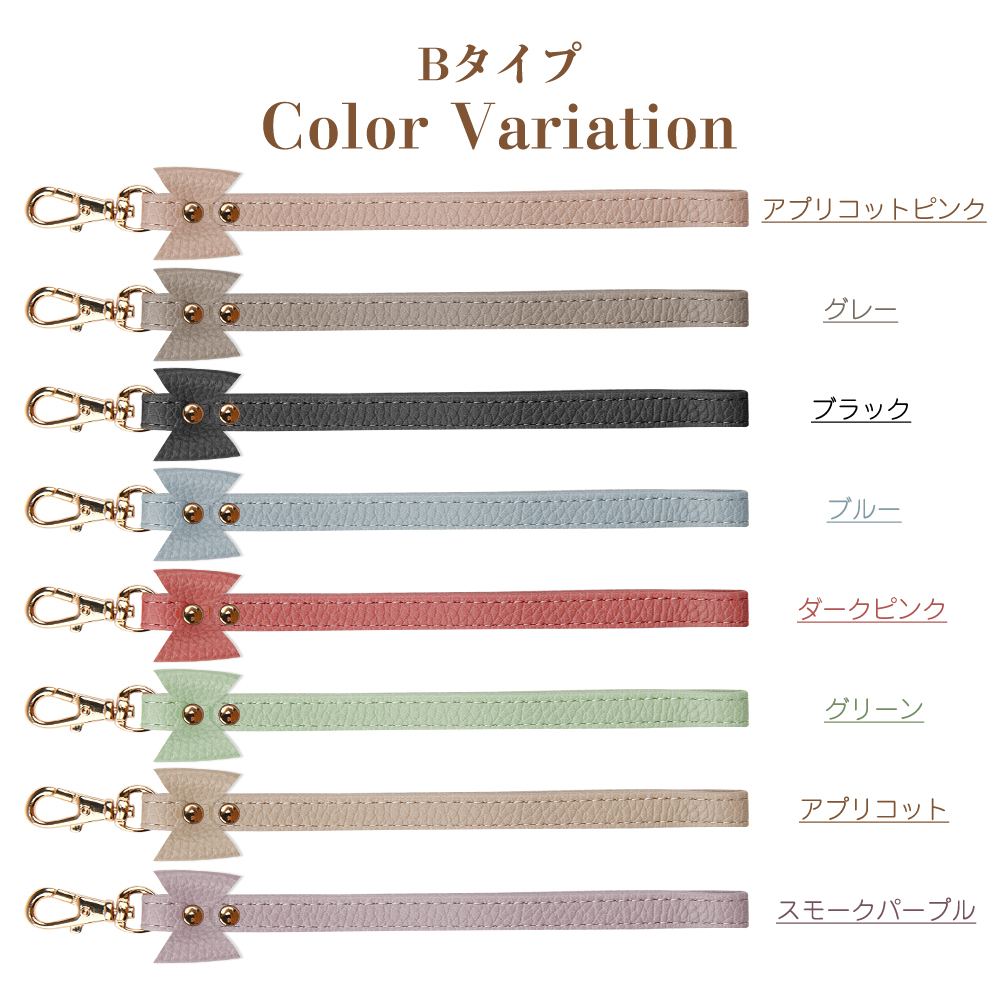 Bタイプ
Color Variation
アプリコットピンク
グレー
ブラック
ブルー
ダークピンク
グリーン
アプリコット
スモークパープル